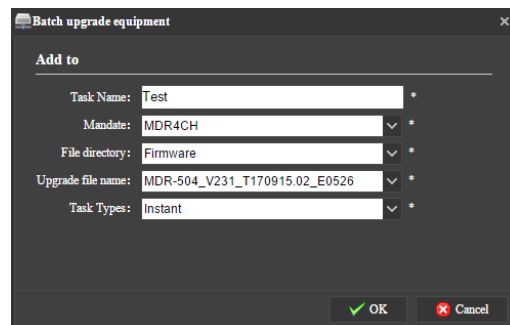 Batch upgrade equipment
Add to
Task Name: Test *
Mandate: MDR4CH *
File directory: Firmware *
Upgrade file name: MDR-504_V231_T170915.02_E0526 *
Task Types: Instant *
OK Cancel